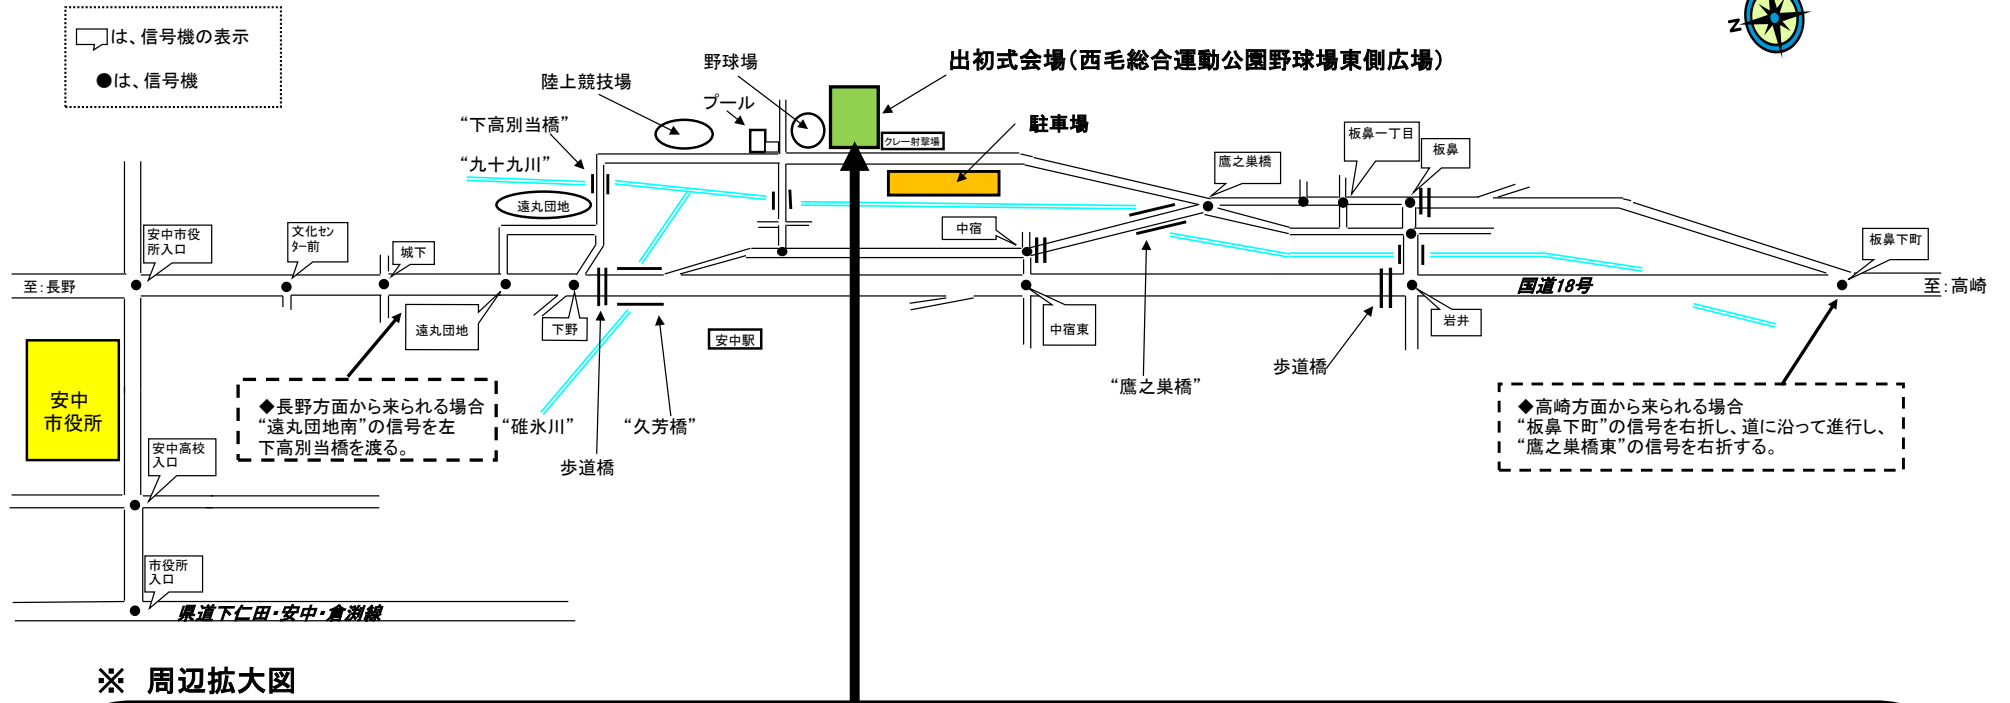 は、信号機の表示
●は、信号機
N
出初式会場(西毛総合運動公園野球場東側広場)
野球場
陸上競技場
プール
“下高別当橋”
“九十九川”
駐車場
クレー射撃場
板鼻一丁目
板鼻
鷹之巣橋
遠丸団地
安中市役
所入口
文化セン
ター前
城下
中宿
板鼻下町
至:長野
国道18号
至:高崎
遠丸団地
下野
安中駅
中宿東
岩井
歩道橋
“鷹之巣橋”
安中
市役所
◆長野方面から来られる場合
“遠丸団地南”の信号を左
下高別当橋を渡る。
“碓氷川”
“久芳橋”
歩道橋
◆高崎方面から来られる場合
“板鼻下町”の信号を右折し、道に沿って進行し、
“鷹之巣橋東”の信号を右折する。
安中高校
入口
市役所
入口
県道下仁田・安中・倉渕線
※ 周辺拡大図